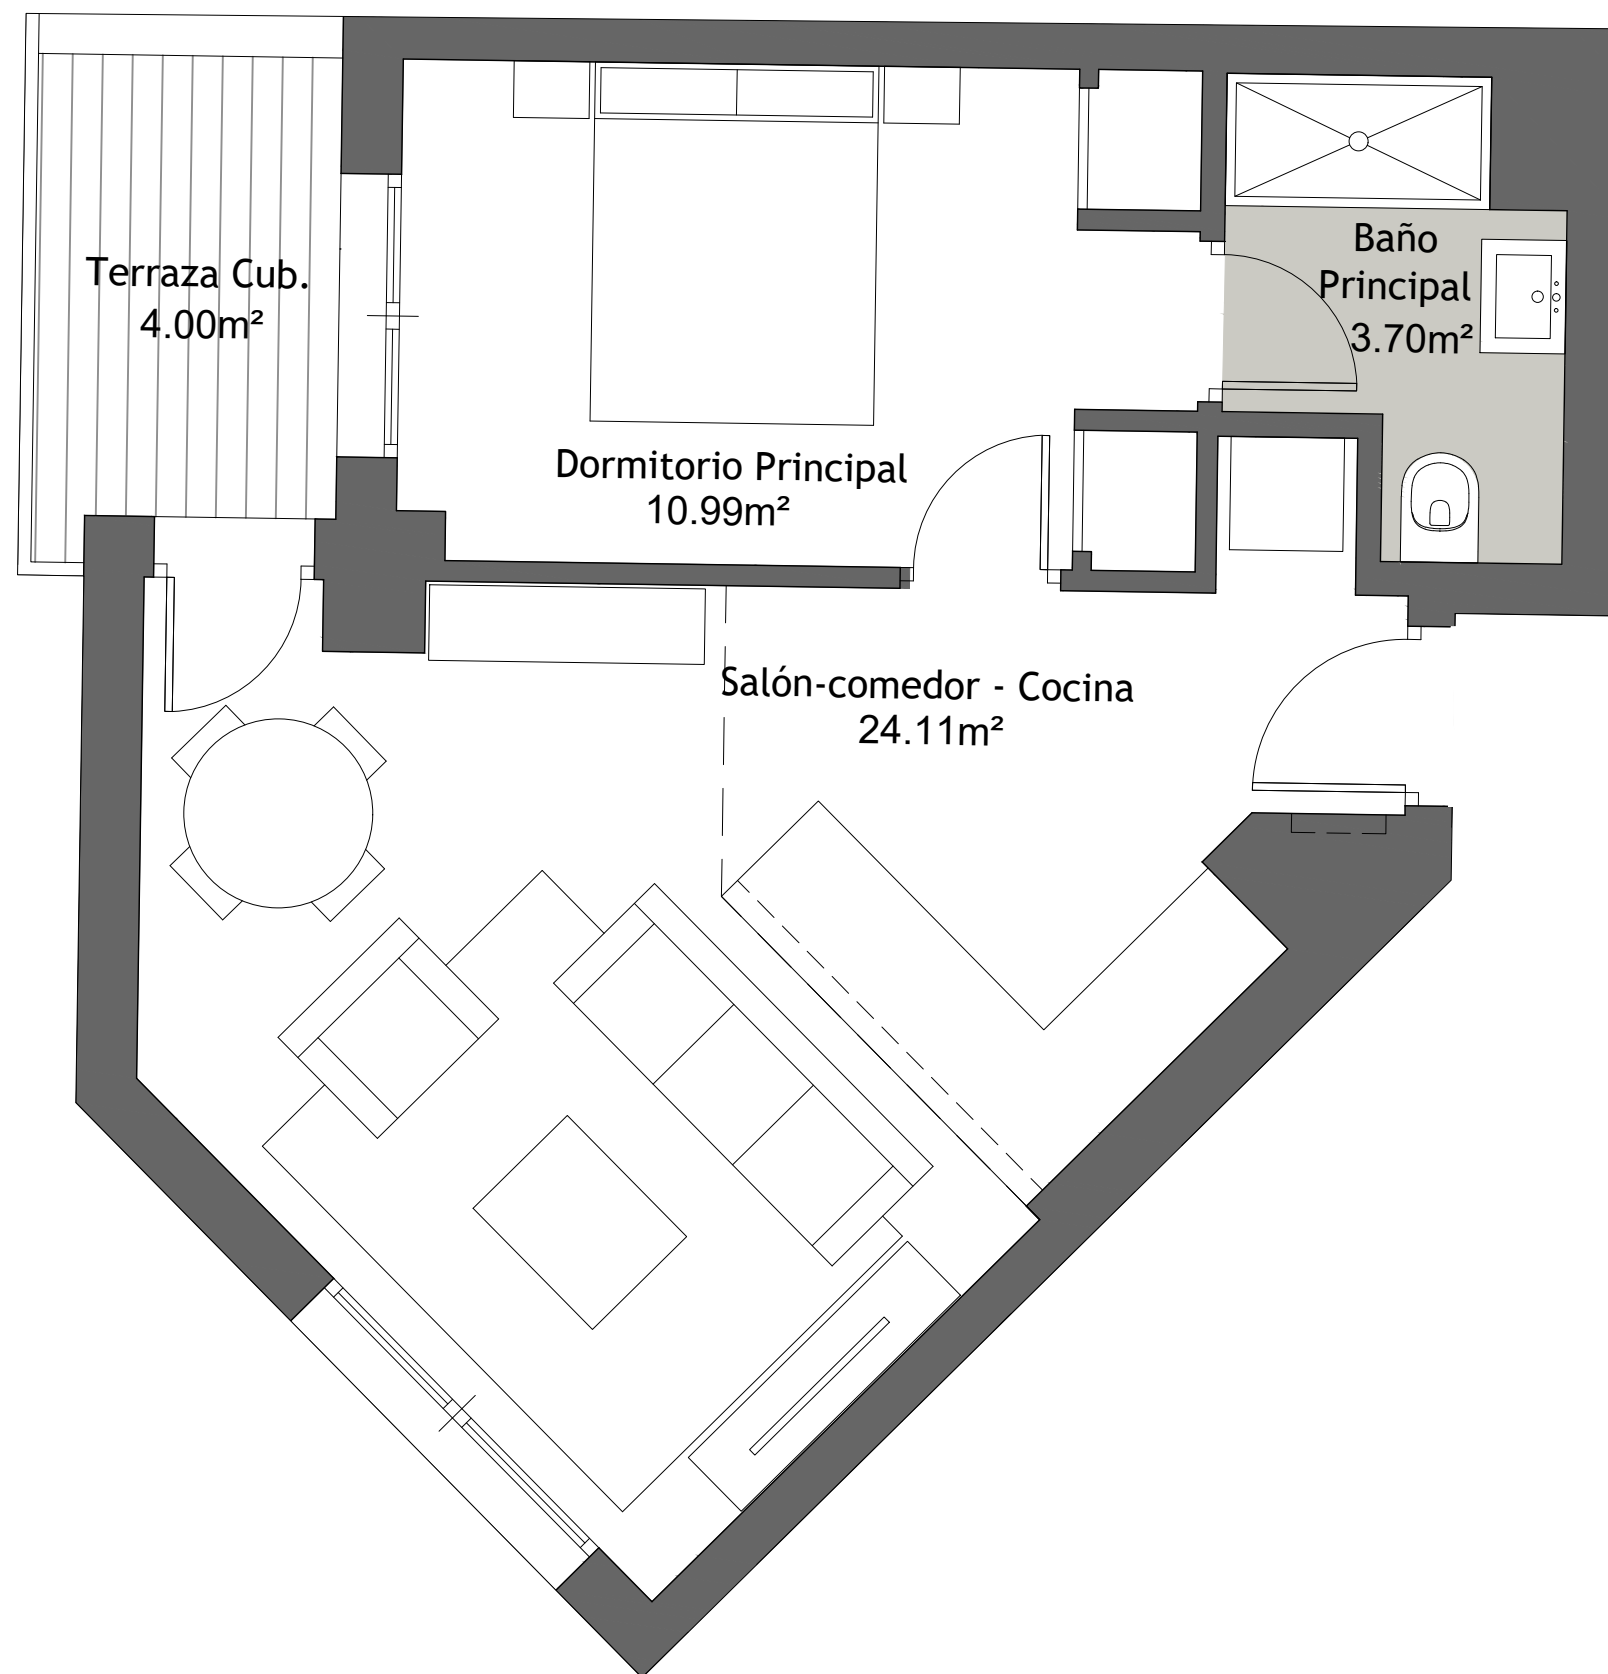 Terraza Cub.
4.00m²
Baño
Principal
3.70m²
Dormitorio Principal
10.99m²
Salón-comedor - Cocina
24.11m²